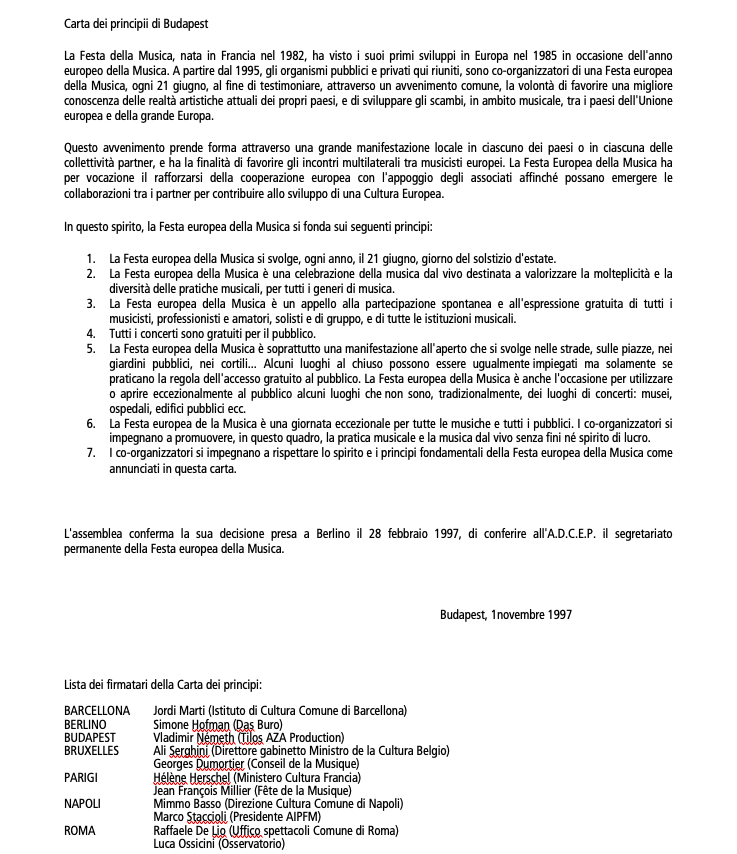 Carta dei principii di Budapest
La Festa della Musica, nata in Francia nel 1982, ha visto i suoi primi sviluppi in Europa nel 1985 in occasione dell'anno
europeo della Musica. A partire dal 1995, gli organismi pubblici e privati qui riuniti, sono co-organizzatori di una Festa europea
della Musica, ogni 21 giugno, al fine di testimoniare, attraverso un avvenimento comune, la volontà di favorire una migliore
conoscenza delle realtà artistiche attuali dei propri paesi, e di sviluppare gli scambi, in ambito musicale, tra i paesi dell'Unione
europea e della grande Europa.
Questo avvenimento prende forma attraverso una grande manifestazione locale in ciascuno dei paesi o in ciascuna delle
collettività partner, e ha la finalità di favorire gli incontri multilaterali tra musicisti europei. La Festa Europea della Musica ha
per vocazione il rafforzarsi della cooperazione europea con l'appoggio degli associati affinché possano emergere le
collaborazioni tra i partner per contribuire allo sviluppo di una Cultura Europea.
In questo spirito, la Festa europea della Musica si fonda sui seguenti principi:
1. La Festa europea della Musica si svolge, ogni anno, il 21 giugno, giorno del solstizio d'estate.
2. La Festa europea della Musica è una celebrazione della musica dal vivo destinata a valorizzare la molteplicità e la
diversità delle pratiche musicali, per tutti i generi di musica.
3. La Festa europea della Musica è un appello alla partecipazione spontanea e all'espressione gratuita di tutti i
musicisti, professionisti e amatori, solisti e di gruppo, e di tutte le istituzioni musicali.
4. Tutti i concerti sono gratuiti per il pubblico.
5. La Festa europea della Musica è soprattutto una manifestazione all'aperto che si svolge nelle strade, sulle piazze, nei
giardini pubblici, nei cortili... Alcuni luoghi al chiuso possono essere ugualmente impiegati ma solamente se
praticano la regola dell'accesso gratuito al pubblico. La Festa europea della Musica è anche l'occasione per utilizzare
o aprire eccezionalmente al pubblico alcuni luoghi che non sono, tradizionalmente, dei luoghi di concerti: musei,
ospedali, edifici pubblici ecc.
6. La Festa europea de la Musica è una giornata eccezionale per tutte le musiche e tutti i pubblici. I co-organizzatori si
impegnano a promuovere, in questo quadro, la pratica musicale e la musica dal vivo senza fini né spirito di lucro.
7. I co-organizzatori si impegnano a rispettare lo spirito e i principi fondamentali della Festa europea della Musica come
annunciati in questa carta.
L'assemblea conferma la sua decisione presa a Berlino il 28 febbraio 1997, di conferire all'A.D.C.E.P. il segretariato
permanente della Festa europea della Musica.
Budapest, 1novembre 1997
Lista dei firmatari della Carta dei principi:
BARCELLONA Jordi Marti (Istituto di Cultura Comune di Barcellona)
BERLINO Simone Hofman (Das Buro)
BUDAPEST Vladimir Németh (Tilos AZA Production)
BRUXELLES Ali Serghini (Direttore gabinetto Ministro de la Cultura Belgio)
Georges Dumortier (Conseil de la Musique)
PARIGI Hélène Herschel (Ministero Cultura Francia)
Jean François Millier (Fête de la Musique)
NAPOLI Mimmo Basso (Direzione Cultura Comune di Napoli)
Marco Staccioli (Presidente AIPFM)
ROMA Raffaele De Lio (Uffico spettacoli Comune di Roma)
Luca Ossicini (Osservatorio)